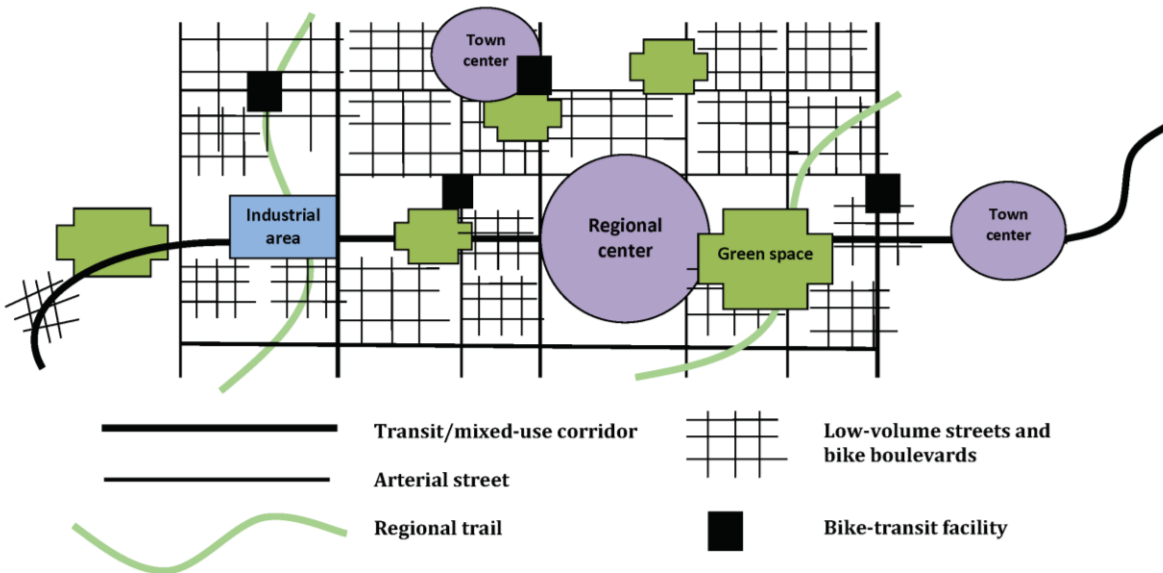 Town
center
Industrial
area
Regional
center
Green space
Town
center
Transit/mixed-use corridor
Arterial street
Regional trail
Low-volume streets and
bike boulevards
Bike-transit facility